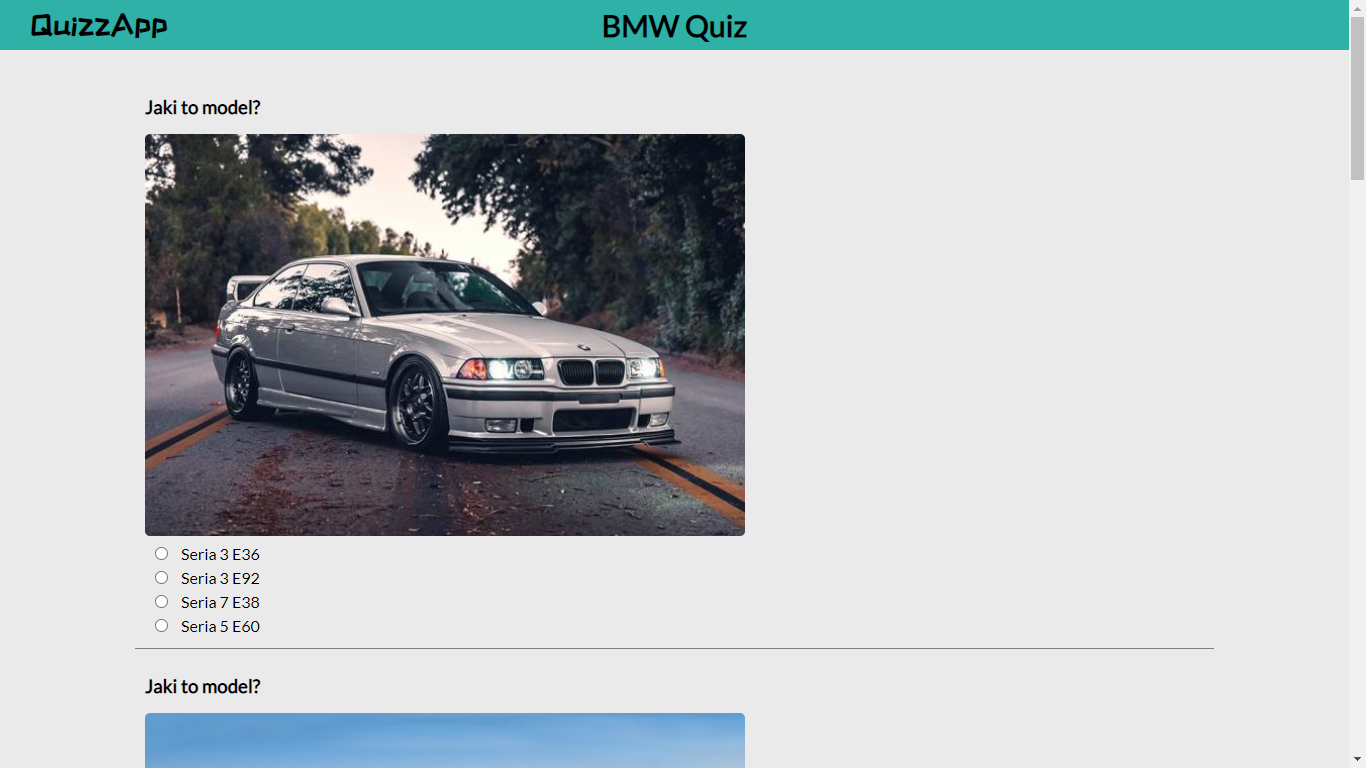 QuizzApp
BMW Quiz
Jaki to model?
Seria 3 E36
Seria 3 E92
Seria 7 E38
Seria 5 E60
Jaki to model?